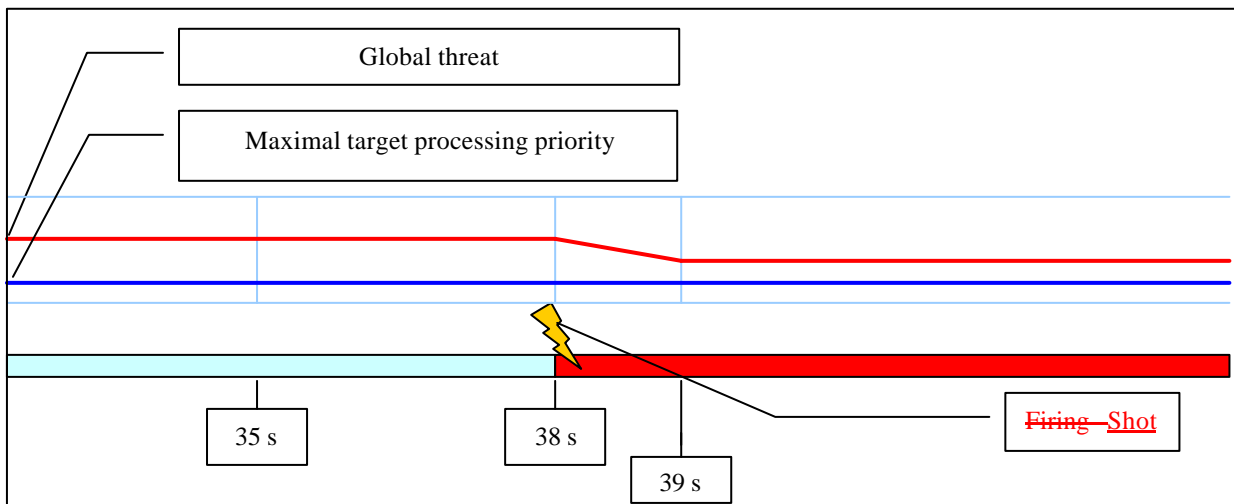 Global threat
Maximal target processing priority
35 s
38 s
39 s
Firing Shot